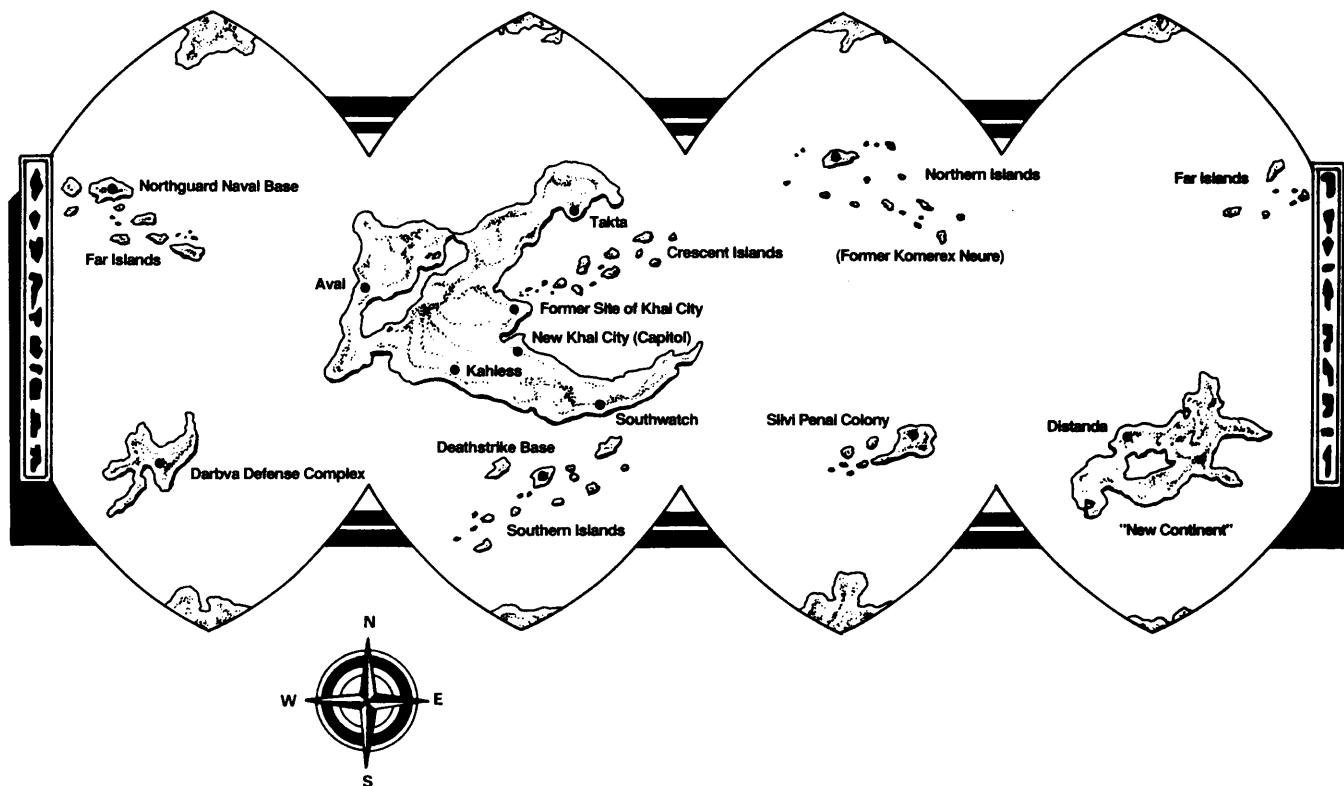 Northguard Naval Base
Far Islands
Aval
Takta
Crescent Islands
Former Site of Khal City
New Khal City (Capitol)
Kahless
Southwatch
Northern Islands
(Former Komerex Neure)
Far Islands
Darbva Defense Complex
Deathstrike Base
Southern Islands
Silvi Penal Colony
Distanda
"New Continent"
N
W
E
S